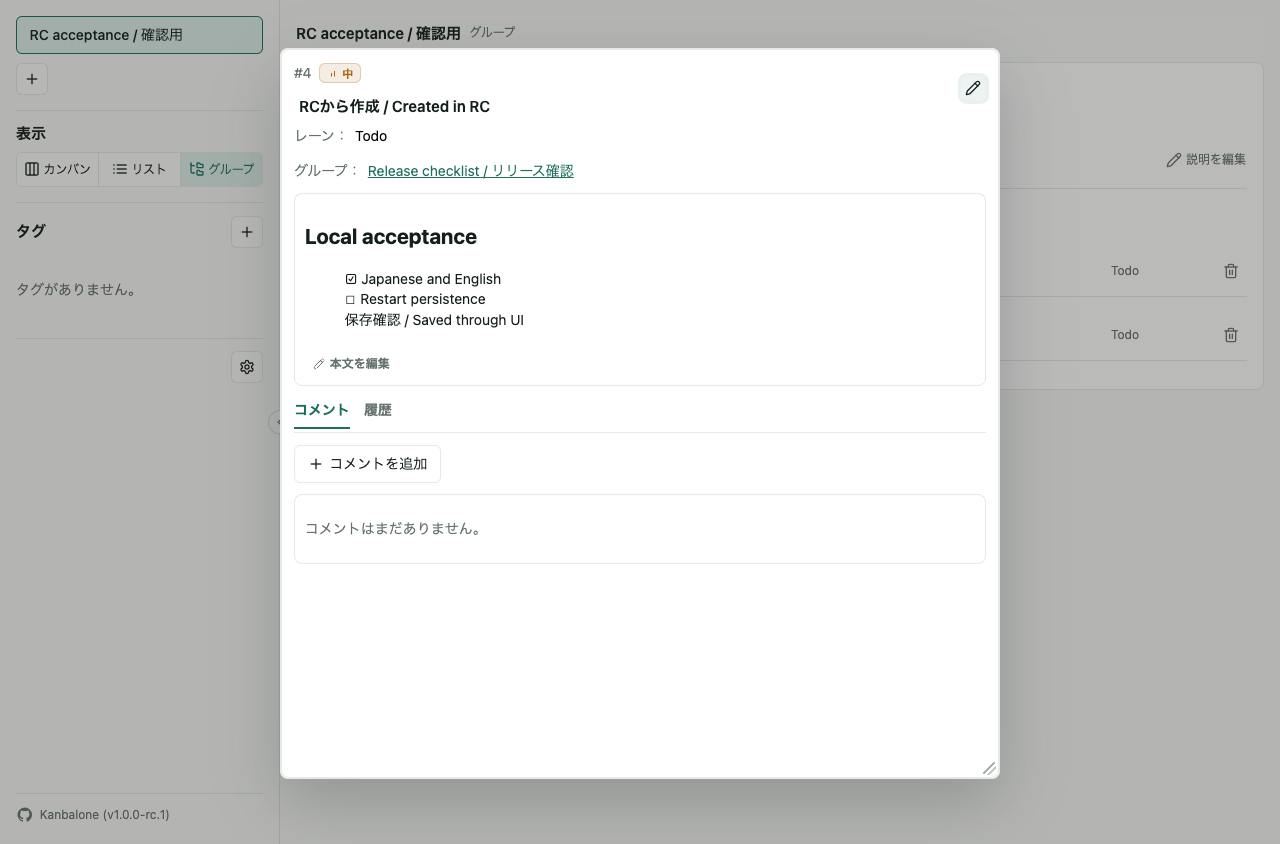 RC acceptance / 確認用
表示
カンバン
リスト
グループ
タグ
タグがありません。
Kanbalone (v1.0.0-rc.1)
RC acceptance / 確認用 グループ
説明を編集
Todo
Todo
#4 中
RCから作成 / Created in RC
レーン： Todo
グループ： Release checklist / リリース確認
Local acceptance
Japanese and English
Restart persistence
保存確認 / Saved through UI
本文を編集
コメント 履歴
コメントを追加
コメントはまだありません。